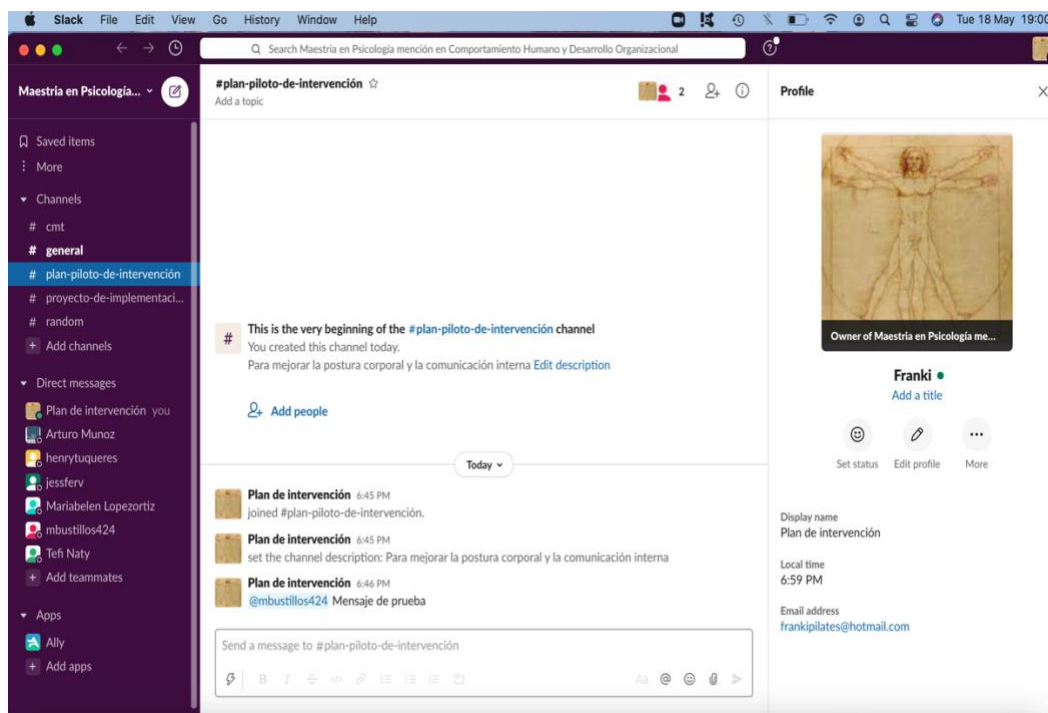 Slack File Edit View Go History Window Help Tue 18 May 19:00
Search Maestria en Psicología mención en Comportamiento Humano y Desarrollo Organizacional
Maestria en Psicología...
Saved items
More
Channels
# cmt
# general
# plan-piloto-de-intervención
# proyecto-de-implementaci...
# random
+ Add channels
Direct messages
Plan de intervención you
Arturo Munoz
henrytuqueres
jessferv
Mariabelen Lopezortiz
mbustillos424
Tefi Naty
+ Add teammates
Apps
Ally
+ Add apps
#plan-piloto-de-intervención
2
Add a topic
#
This is the very beginning of the #plan-piloto-de-intervención channel
You created this channel today.
Para mejorar la postura corporal y la comunicación interna Edit description
Add people
Today
Plan de intervención 6:45 PM
joined #plan-piloto-de-intervención.
Plan de intervención 6:45 PM
set the channel description: Para mejorar la postura corporal y la comunicación interna
Plan de intervención 6:46 PM
@mbustillos424 Mensaje de prueba
Send a message to #plan-piloto-de-intervención
B I Aa @
Profile
Owner of Maestria en Psicología me...
Franki
Add a title
Set status Edit profile More
Display name
Plan de intervención
Local time
6:59 PM
Email address
frankipilates@hotmail.com